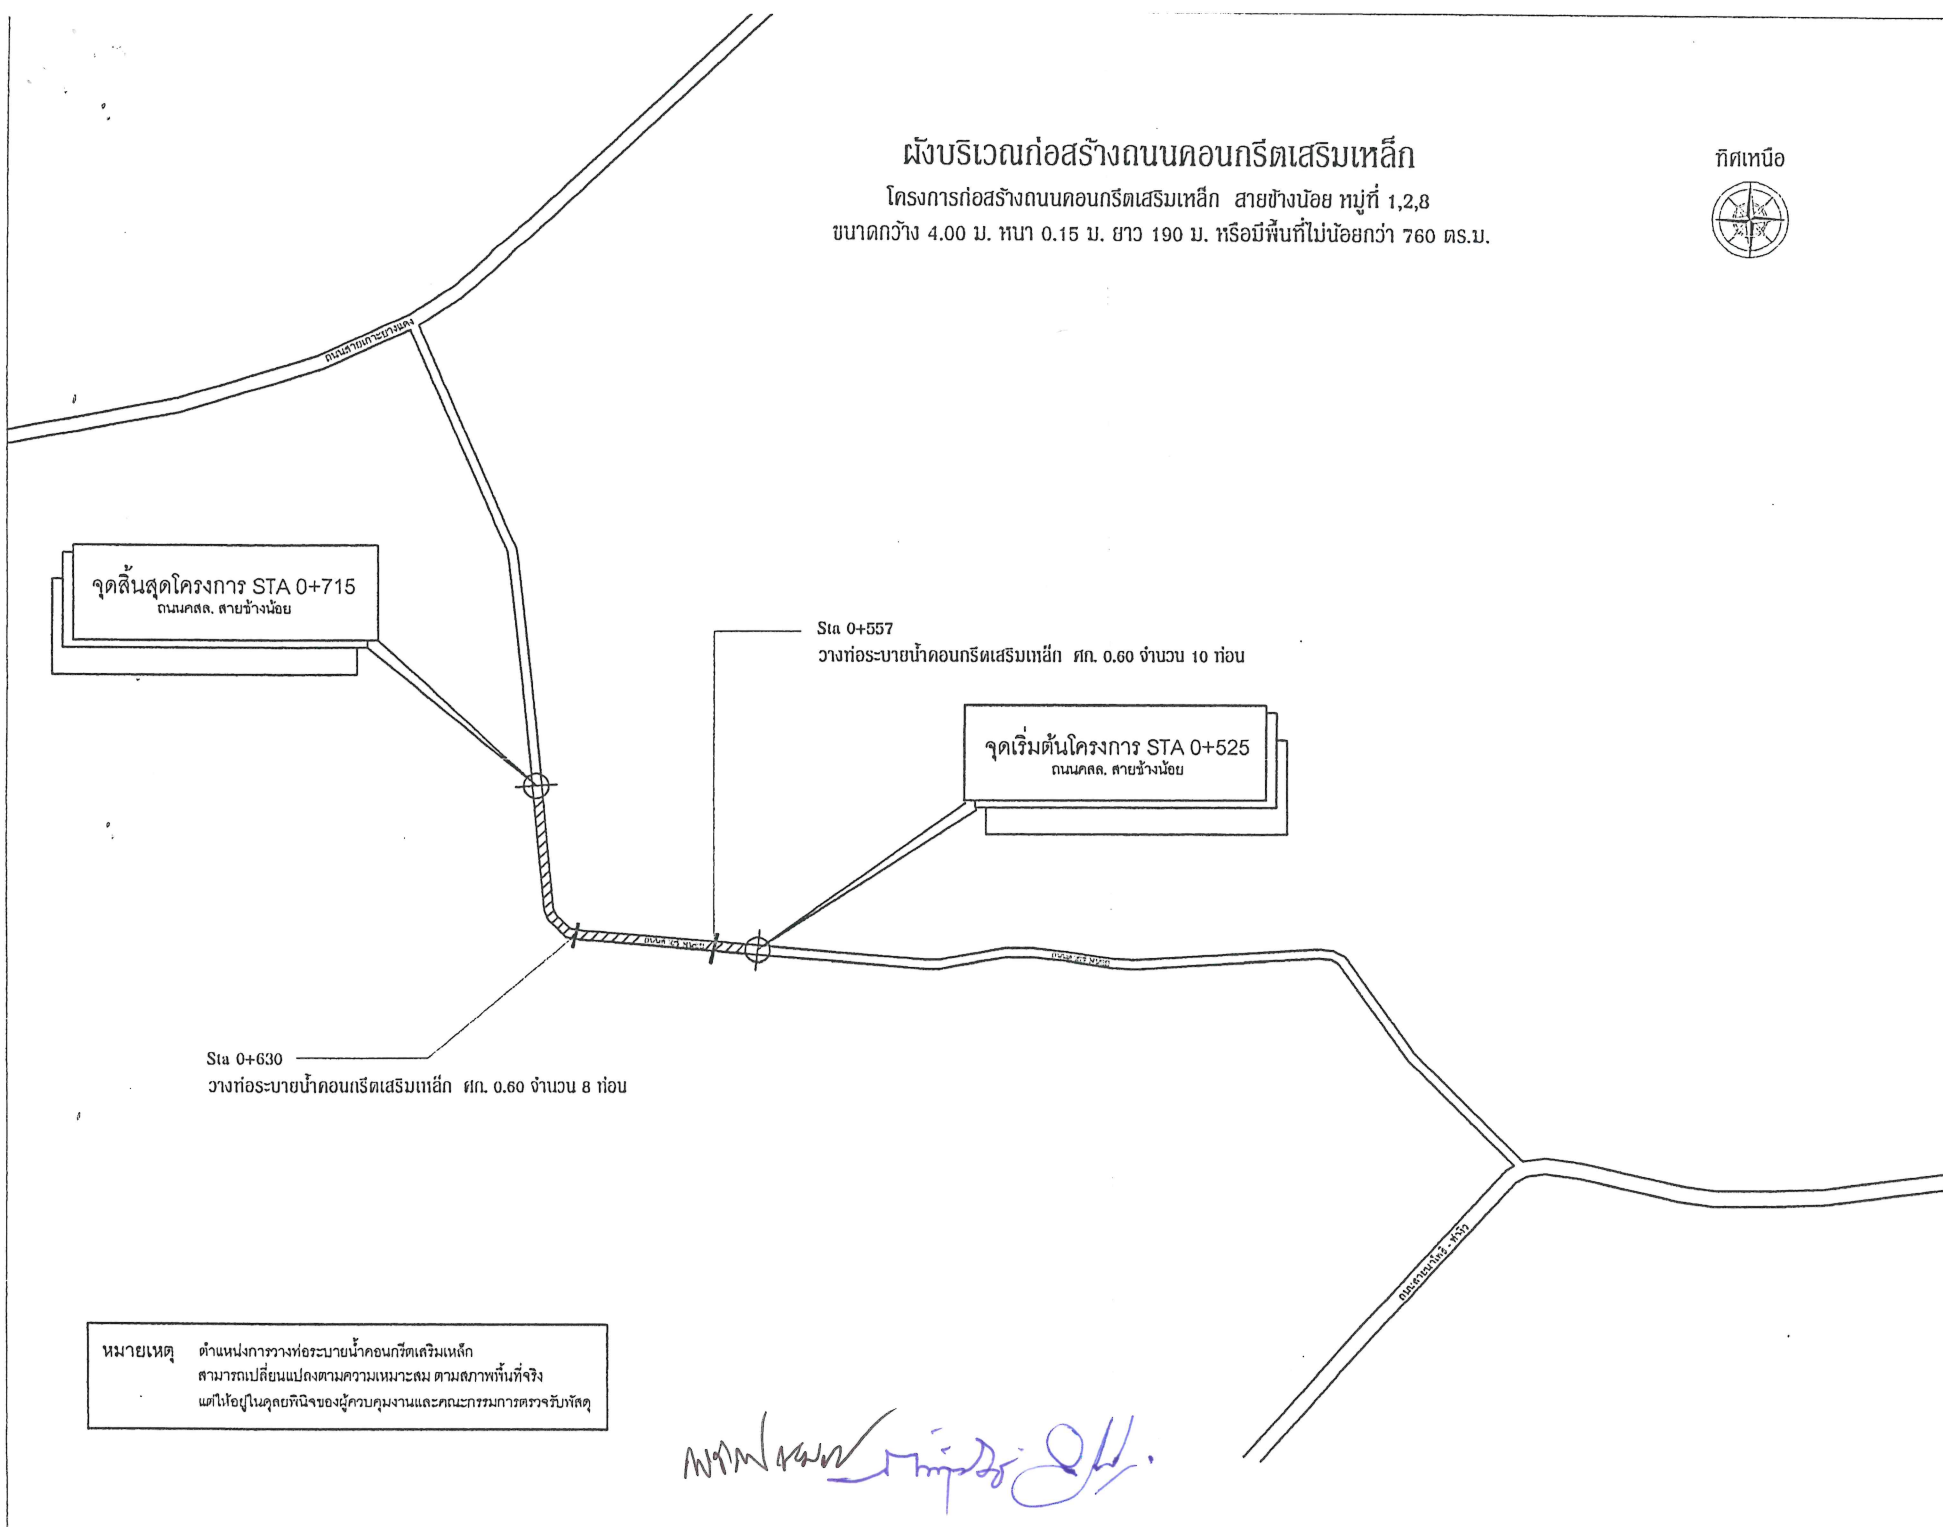 ผังบริเวณก่อสร้างถนนคอนกรีตเสริมเหล็ก
โครงการก่อสร้างถนนคอนกรีตเสริมเหล็ก สายข้างน้อย หมู่ที่ 1,2,8
ขนาดกว้าง 4.00 ม. หนา 0.15 ม. ยาว 190 ม. หรือมีพื้นที่ไม่น้อยกว่า 760 ตร.ม.
ทิศเหนือ
ถนนสายเกาะยางแดง
จุดสิ้นสุดโครงการ STA 0+715
ถนนคสล. สายข้างน้อย
Sta 0+557
วางท่อระบายน้ำคอนกรีตเสริมเหล็ก ศก. 0.60 จำนวน 10 ท่อน
จุดเริ่มต้นโครงการ STA 0+525
ถนนคสล. สายข้างน้อย
Sta 0+630
วางท่อระบายน้ำคอนกรีตเสริมเหล็ก ศก. 0.60 จำนวน 8 ท่อน
หมายเหตุ ตำแหน่งการวางท่อระบายน้ำคอนกรีตเสริมเหล็ก
สามารถเปลี่ยนแปลงตามความเหมาะสม ตามสภาพพื้นที่จริง
แต่ให้อยู่ในดุลยพินิจของผู้ควบคุมงานและคณะกรรมการตรวจรับพัสดุ